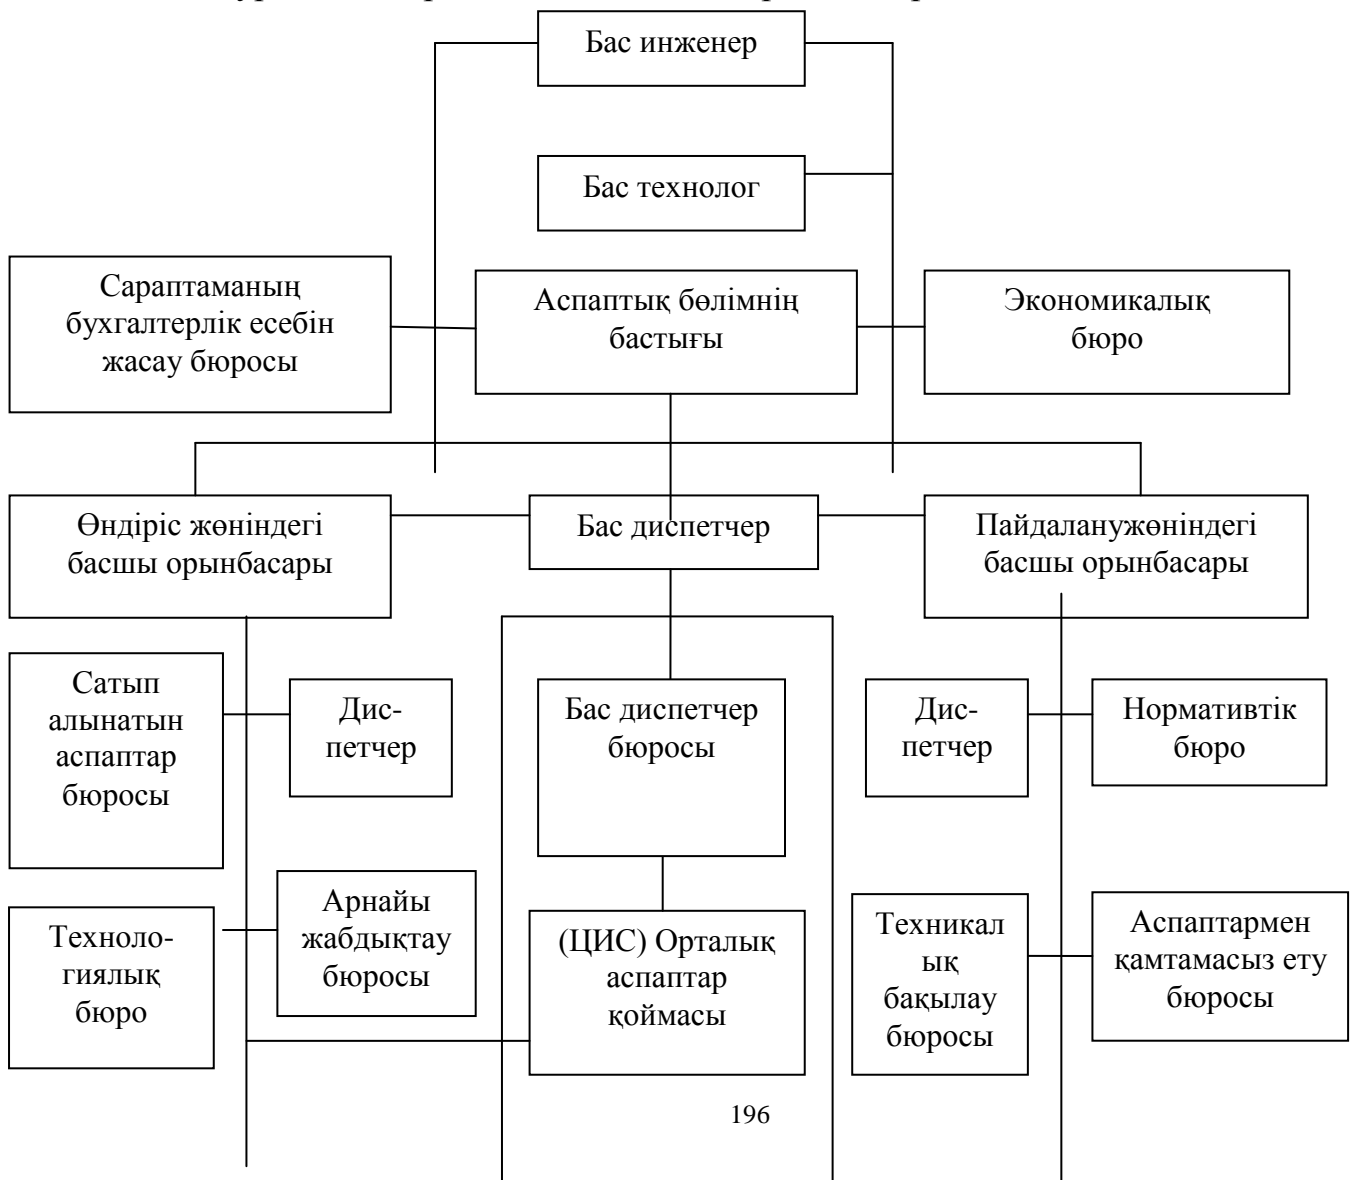 Бас инженер
Бас технолог
Сараптаманың
бухгалтерлік есебін
жасау бюросы
Аспаптық бөлімнің
бастығы
Экономикалық
бюро
Өндіріс жөніндегі
басшы орынбасары
Бас диспетчер
Пайдаланужөніндегі
басшы орынбасары
Сатып
алынатын
аспаптар
бюросы
Дис-
петчер
Бас диспетчер
бюросы
Дис-
петчер
Нормативтік
бюро
Техноло-
гиялық
бюро
Арнайы
жабдықтау
бюросы
(ЦИС) Орталық
аспаптар
қоймасы
Техникал
ық
бақылау
бюросы
Аспаптармен
қамтамасыз ету
бюросы
196